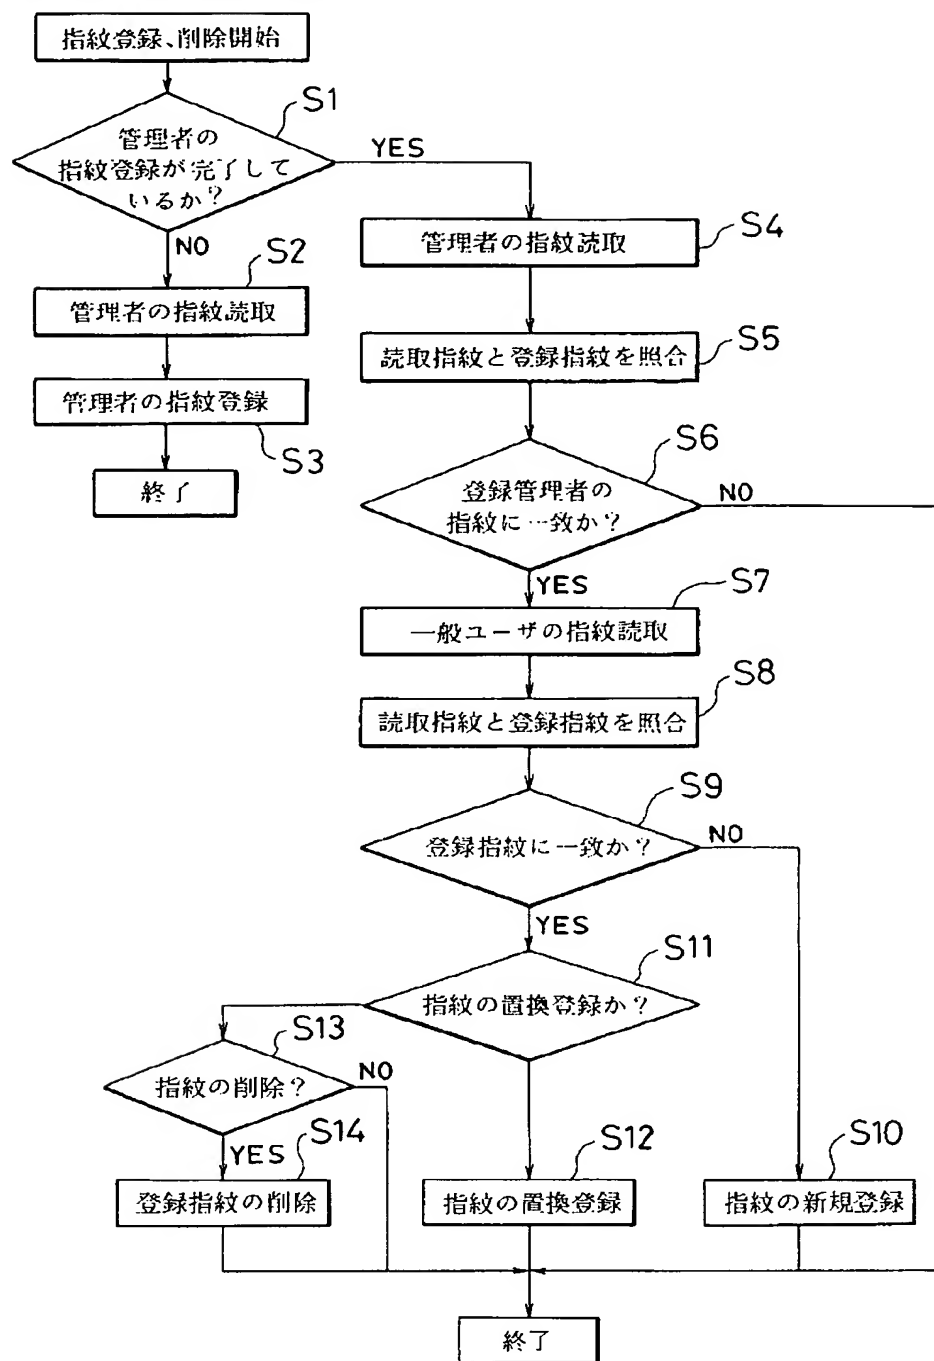 指紋登録、削除開始
S1
管理者の
指紋登録が完了して
いるか？
YES
NO
S2
管理者の指紋読取
管理者の指紋登録
S3
終了
S4
管理者の指紋読取
S5
読取指紋と登録指紋を照合
S6
登録管理者の
指紋に一致か？
NO
YES
S7
一般ユーザの指紋読取
S8
読取指紋と登録指紋を照合
S9
登録指紋に一致か？
NO
YES
S11
指紋の置換登録か？
S13
指紋の削除？
NO
YES
S14
登録指紋の削除
S12
指紋の置換登録
S10
指紋の新規登録
終了